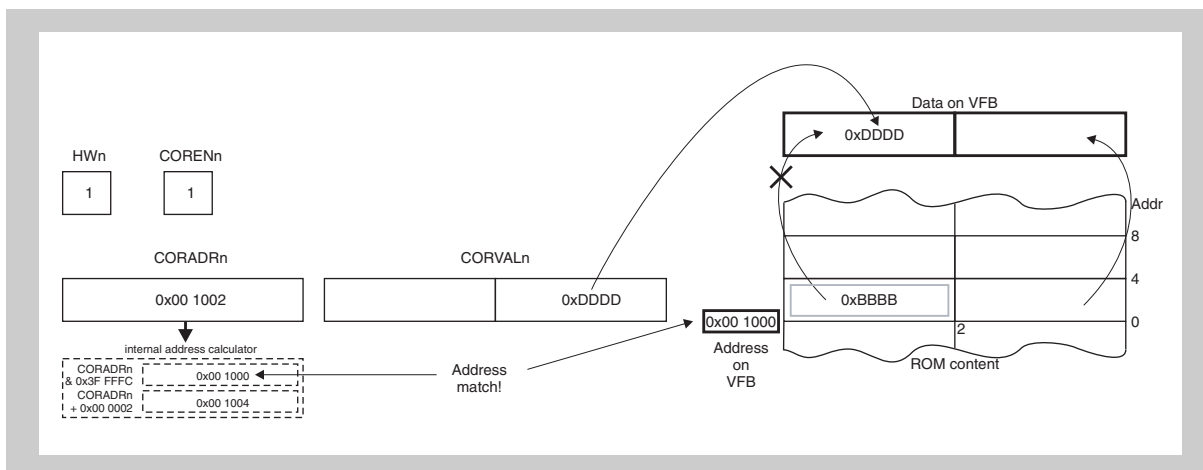 Data on VFB
0xDDDD
HWn
CORENn
1
1
Addr
8
CORADRn
CORVALn
4
0x00 1002
0xDDDD
0xBBBB
0x00 1000
0
2
internal address calculator
Address
on
VFB
ROM content
CORADRn
& 0x3F FFFC
0x00 1000
Address
match!
CORADRn
+ 0x00 0002
0x00 1004